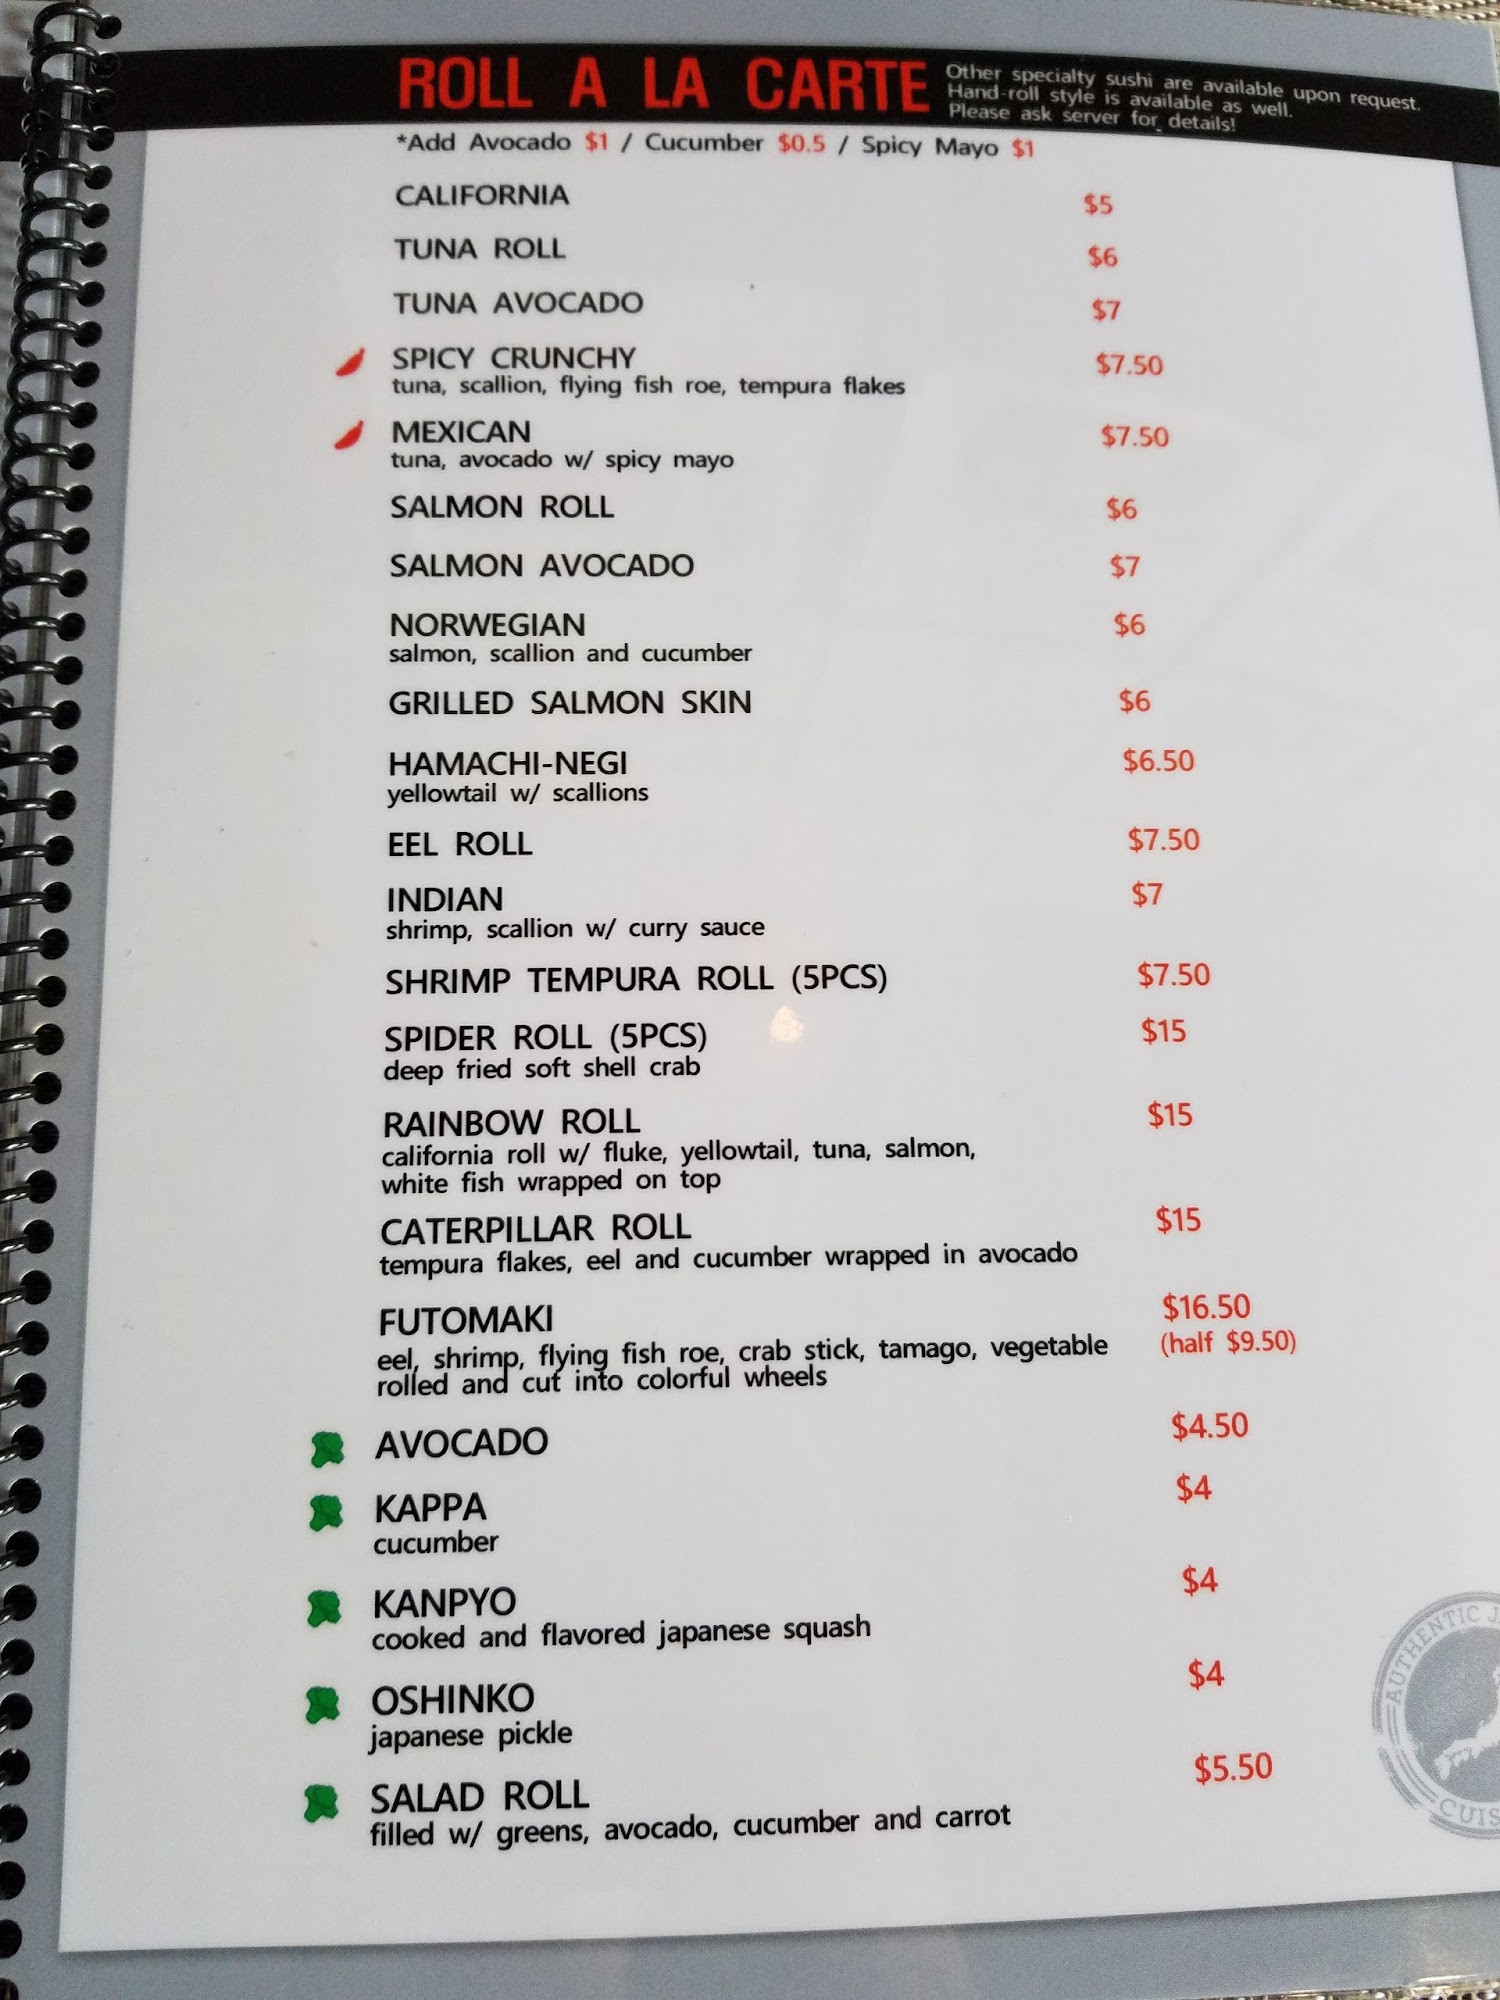 ROLL A LA CARTE
Other specialty sushi are available upon request.
Hand-roll style is available as well.
Please ask server for details!
*Add Avocado $1 / Cucumber $0.5 / Spicy Mayo $1
CALIFORNIA $5
TUNA ROLL $6
TUNA AVOCADO $7
SPICY CRUNCHY $7.50
tuna, scallion, flying fish roe, tempura flakes
MEXICAN $7.50
tuna, avocado w/ spicy mayo
SALMON ROLL $6
SALMON AVOCADO $7
NORWEGIAN $6
salmon, scallion and cucumber
GRILLED SALMON SKIN $6
HAMACHI-NEGI $6.50
yellowtail w/ scallions
EEL ROLL $7.50
INDIAN $7
shrimp, scallion w/ curry sauce
SHRIMP TEMPURA ROLL (5PCS) $7.50
SPIDER ROLL (5PCS) $15
deep fried soft shell crab
RAINBOW ROLL $15
california roll w/ fluke, yellowtail, tuna, salmon,
white fish wrapped on top
CATERPILLAR ROLL $15
tempura flakes, eel and cucumber wrapped in avocado
FUTOMAKI $16.50
eel, shrimp, flying fish roe, crab stick, tamago, vegetable (half $9.50)
rolled and cut into colorful wheels
AVOCADO $4.50
KAPPA $4
cucumber
KANPYO $4
cooked and flavored japanese squash
OSHINKO $4
japanese pickle
SALAD ROLL $5.50
filled w/ greens, avocado, cucumber and carrot
AUTHENTIC